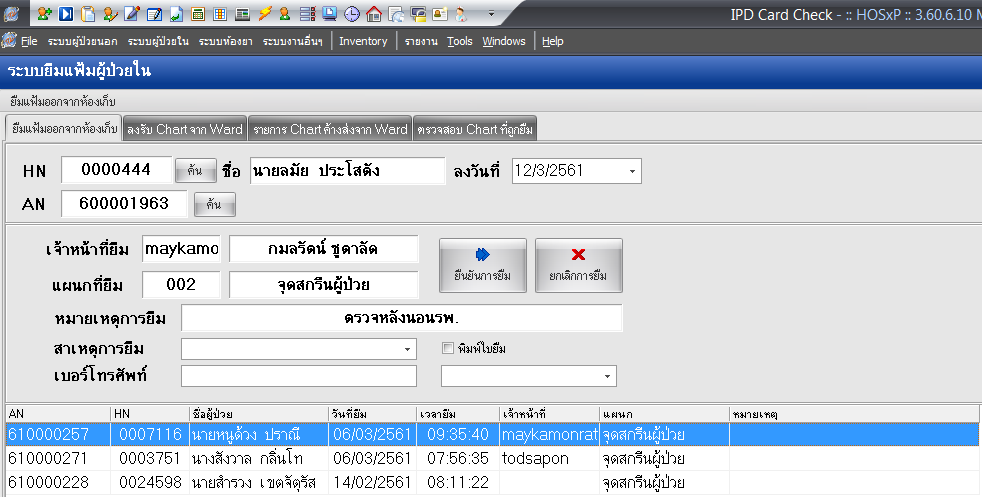 IPD Card Check - :: HOSxP :: 3.60.6.10
File ระบบผู้ป่วยนอก ระบบผู้ป่วยใน ระบบห้องยา ระบบงานอื่นๆ Inventory รายงาน Tools Windows Help
ระบบยืมแฟ้มผู้ป่วยใน
ยืมแฟ้มออกจากห้องเก็บ
ยืมแฟ้มออกจากห้องเก็บ ลงรับ Chart จาก Ward รายการ Chart ค้างส่งจาก Ward ตรวจสอบ Chart ที่ถูกยืม
HN 0000444 ค้น ชื่อ นายลมัย ประโสตัง ลงวันที่ 12/3/2561
AN 600001963 ค้น
เจ้าหน้าที่ยืม maykamo กมลรัตน์ ชูตาลัด
แผนกที่ยืม 002 จุดสกรีนผู้ป่วย ยืนยันการยืม ยกเลิกการยืม
หมายเหตุการยืม ตรวจหลังนอนรพ.
สาเหตุการยืม พิมพ์ใบยืม
เบอร์โทรศัพท์
AN HN ชื่อผู้ป่วย วันที่ยืม เวลายืม เจ้าหน้าที่ แผนก หมายเหตุ
610000257 0007116 นายหนูด้วง ปราณี 06/03/2561 09:35:40 maykamonrat จุดสกรีนผู้ป่วย
610000271 0003751 นางสังวาล กลิ่นโท 06/03/2561 07:56:35 todsapon จุดสกรีนผู้ป่วย
610000228 0024598 นายสำรวง เขตจัตุรัส 14/02/2561 08:11:22 จุดสกรีนผู้ป่วย